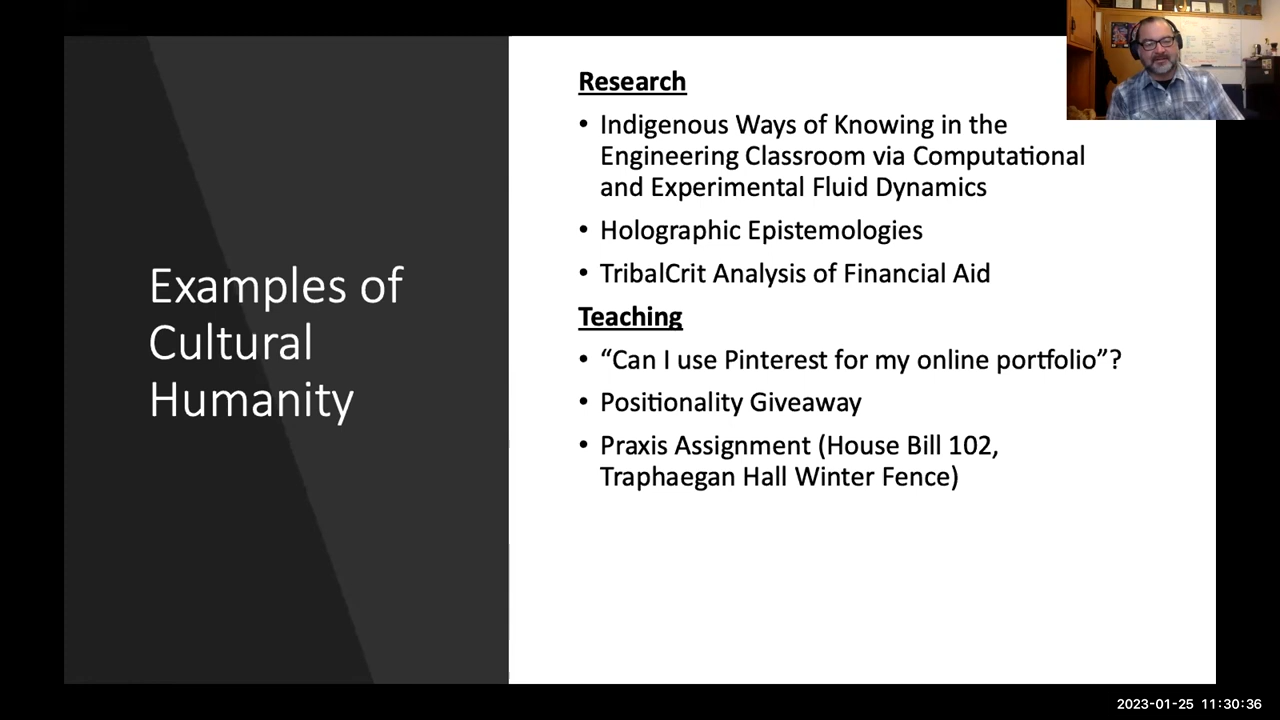 Examples of
Cultural
Humanity
Research
• Indigenous Ways of Knowing in the
Engineering Classroom via Computational
and Experimental Fluid Dynamics
• Holographic Epistemologies
• TribalCrit Analysis of Financial Aid
Teaching
• “Can I use Pinterest for my online portfolio”?
• Positionality Giveaway
• Praxis Assignment (House Bill 102,
Traphaegan Hall Winter Fence)
2023-01-25 11:30:36